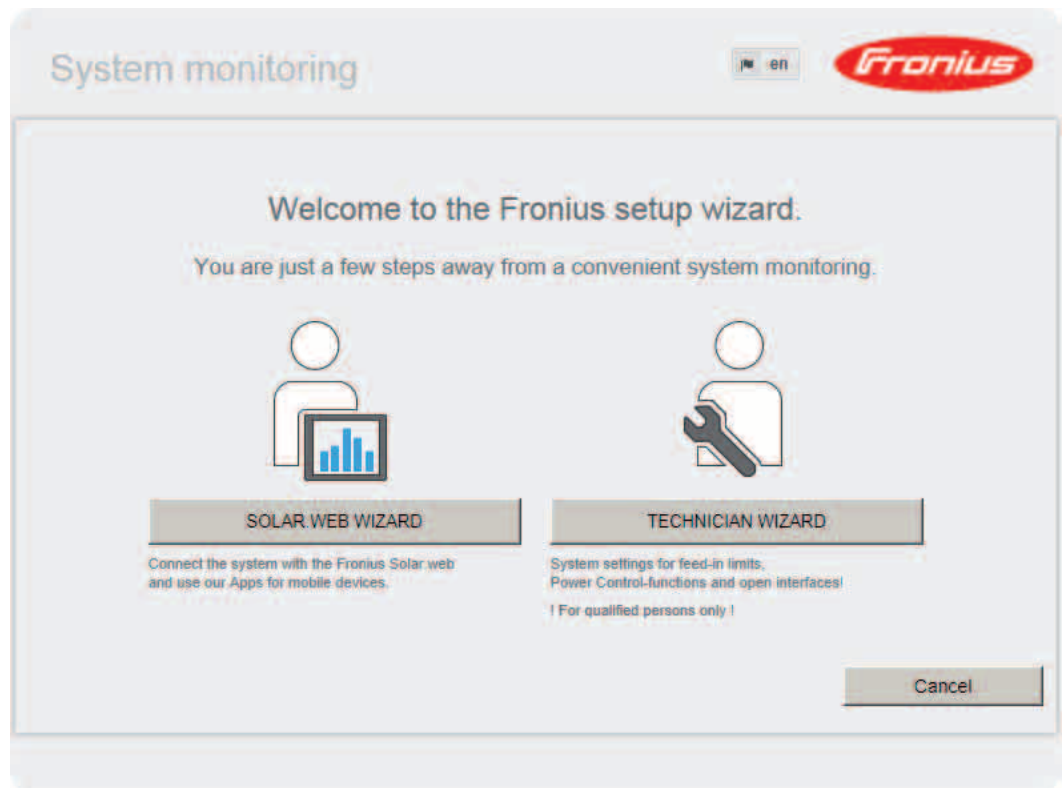 System monitoring
en
Fronius
Welcome to the Fronius setup wizard.
You are just a few steps away from a convenient system monitoring.
SOLAR WEB WIZARD
Connect the system with the Fronius Solar web
and use our Apps for mobile devices.
TECHNICIAN WIZARD
System settings for feed-in limits,
Power Control-functions and open interfaces!
! For qualified persons only !
Cancel